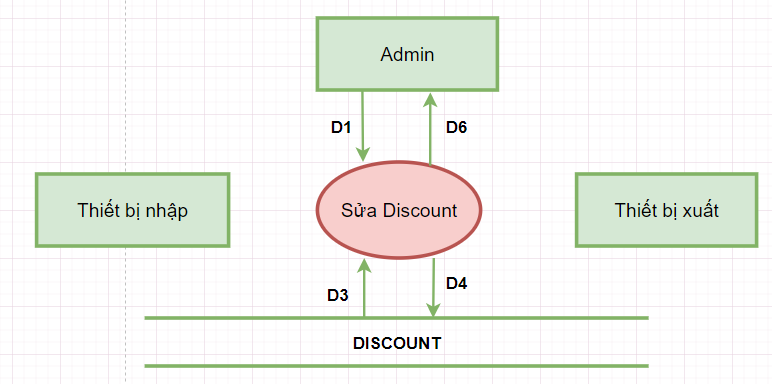 Admin
D1
D6
Thiết bị nhập
Sửa Discount
Thiết bị xuất
D3
D4
DISCOUNT